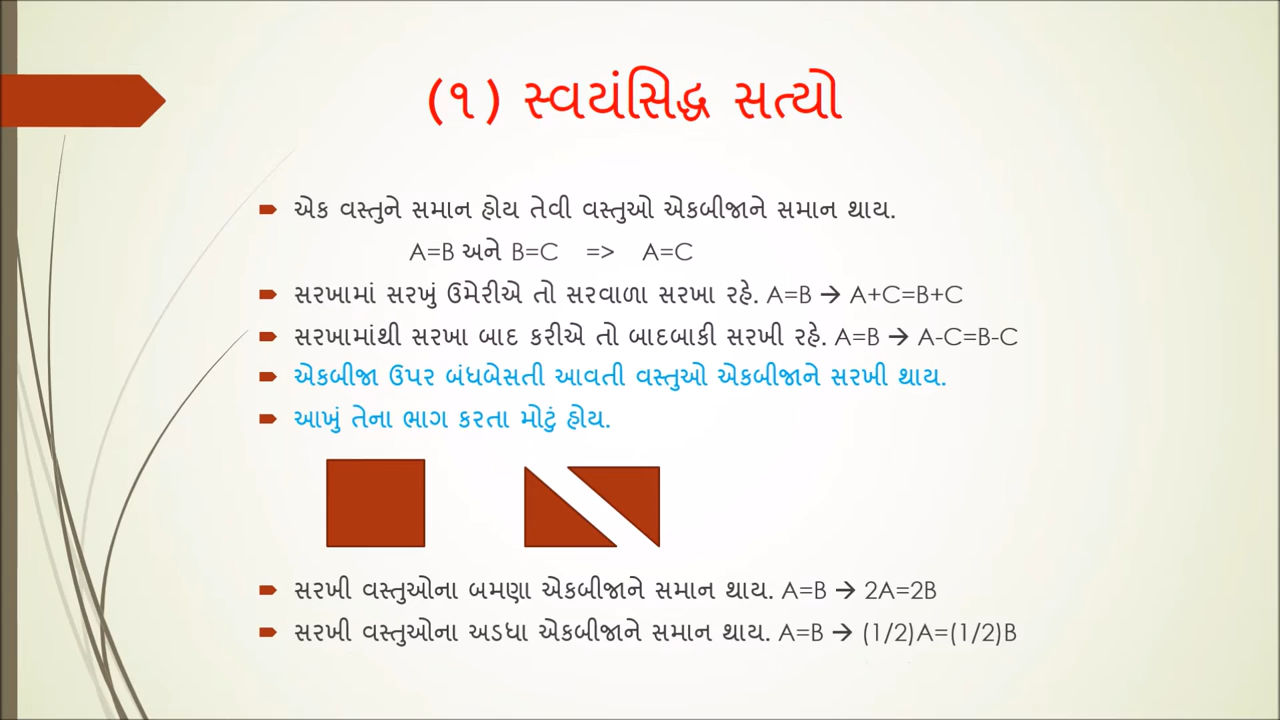 (૧) સ્વયંસિદ્ધ સત્યો
એક વસ્તુને સમાન હોય તેવી વસ્તુઓ એકબીજાને સમાન થાય.
A=B અને B=C => A=C
સરખામાં સરખું ઉમેરીએ તો સરવાળા સરખા રહે. A=B → A+C=B+C
સરખામાંથી સરખા બાદ કરીએ તો બાદબાકી સરખી રહે. A=B → A-C=B-C
એકબીજા ઉપર બંધબેસતી આવતી વસ્તુઓ એકબીજાને સરખી થાય.
આખું તેના ભાગ કરતા મોટું હોય.
સરખી વસ્તુઓના બમણા એકબીજાને સમાન થાય. A=B → 2A=2B
સરખી વસ્તુઓના અડધા એકબીજાને સમાન થાય. A=B → (1/2)A=(1/2)B